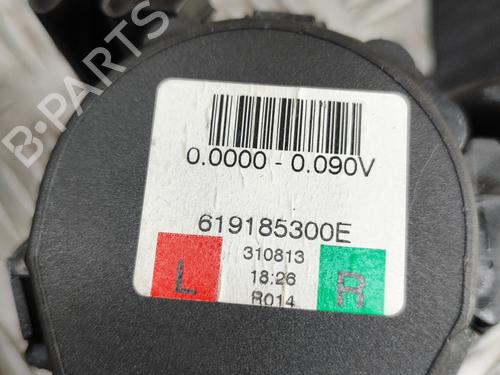 B-PARTS
0.0000 - 0.090V
619185300E
310813
L 18:26 R
R014